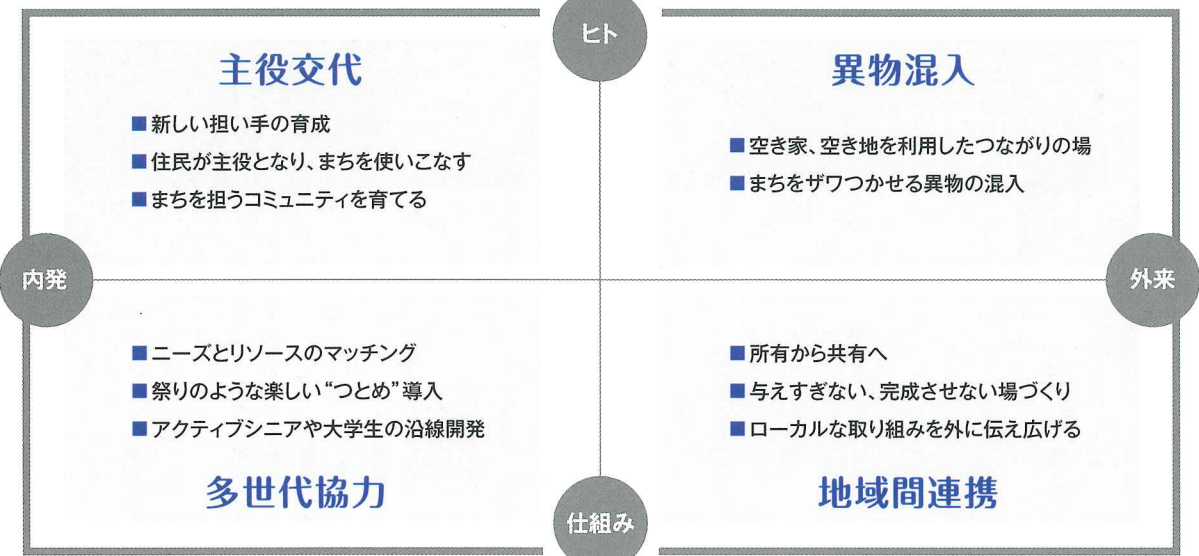 ヒト
主役交代
■新しい担い手の育成
■住民が主役となり、まちを使いこなす
■まちを担うコミュニティを育てる
異物混入
■空き家、空き地を利用したつながりの場
■まちをザワつかせる異物の混入
内発
外来
■ニーズとリソースのマッチング
■祭りのような楽しい“つとめ”導入
■アクティブシニアや大学生の沿線開発
多世代協力
■所有から共有へ
■与えすぎない、完成させない場づくり
■ローカルな取り組みを外に伝え広げる
地域間連携
仕組み